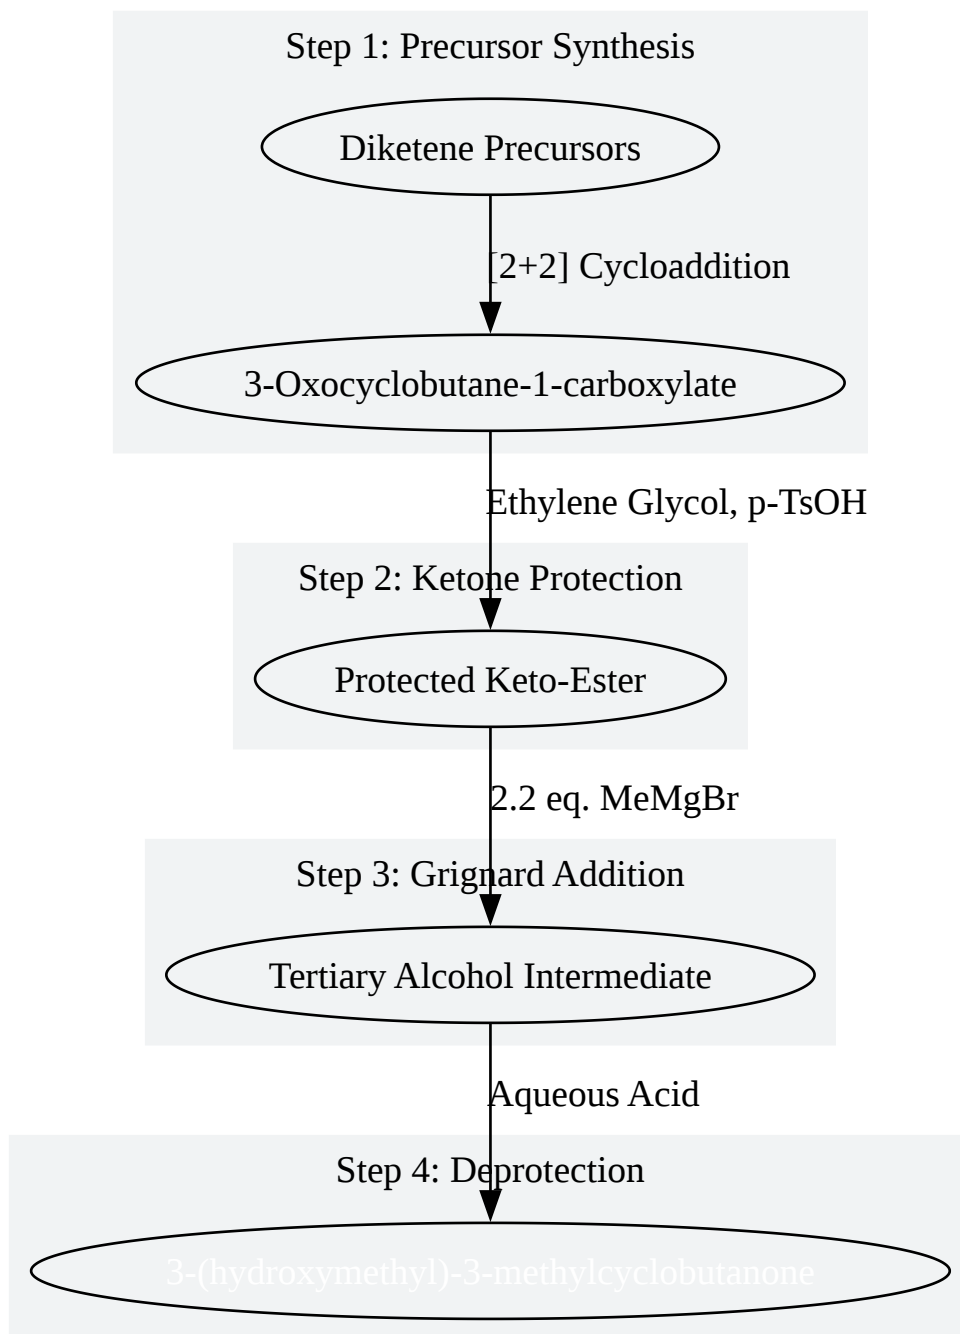 Step 1: Precursor Synthesis
Diketene Precursors
[2+2] Cycloaddition
3-Oxocyclobutane-1-carboxylate
Ethylene Glycol, p-TsOH
Step 2: Ketone Protection
Protected Keto-Ester
2.2 eq. MeMgBr
Step 3: Grignard Addition
Tertiary Alcohol Intermediate
Aqueous Acid
Step 4: Deprotection
3-(hydroxymethyl)-3-methylcyclobutanone